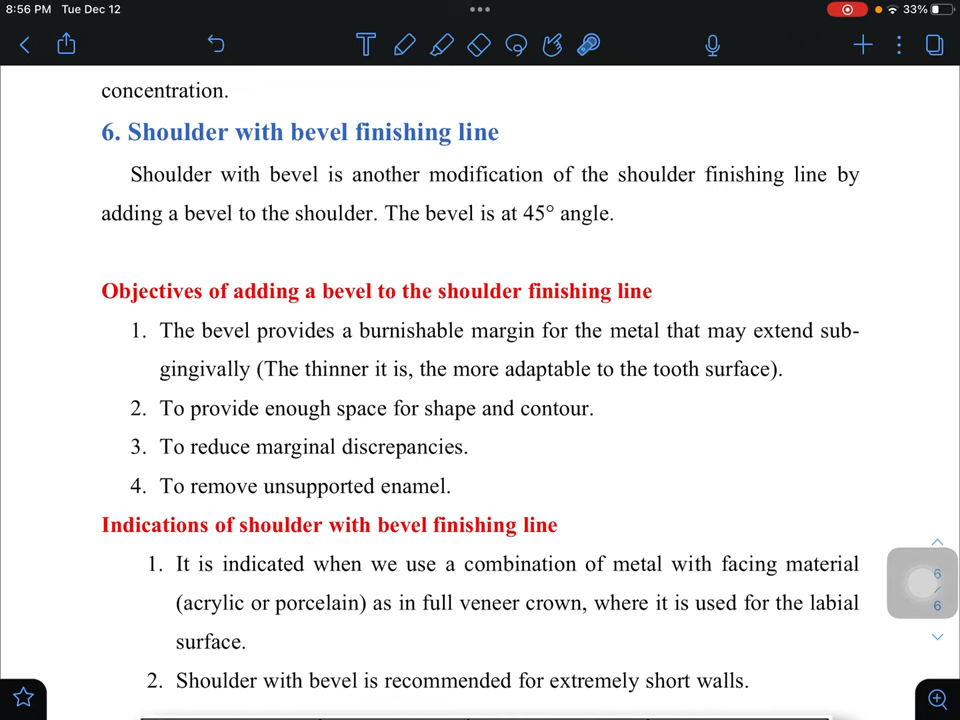 8:56 PM Tue Dec 12
33%
concentration.
6. Shoulder with bevel finishing line
Shoulder with bevel is another modification of the shoulder finishing line by
adding a bevel to the shoulder. The bevel is at 45° angle.
Objectives of adding a bevel to the shoulder finishing line
1. The bevel provides a burnishable margin for the metal that may extend sub-
gingivally (The thinner it is, the more adaptable to the tooth surface).
2. To provide enough space for shape and contour.
3. To reduce marginal discrepancies.
4. To remove unsupported enamel.
Indications of shoulder with bevel finishing line
1. It is indicated when we use a combination of metal with facing material
(acrylic or porcelain) as in full veneer crown, where it is used for the labial
surface.
2. Shoulder with bevel is recommended for extremely short walls.
6
/
6